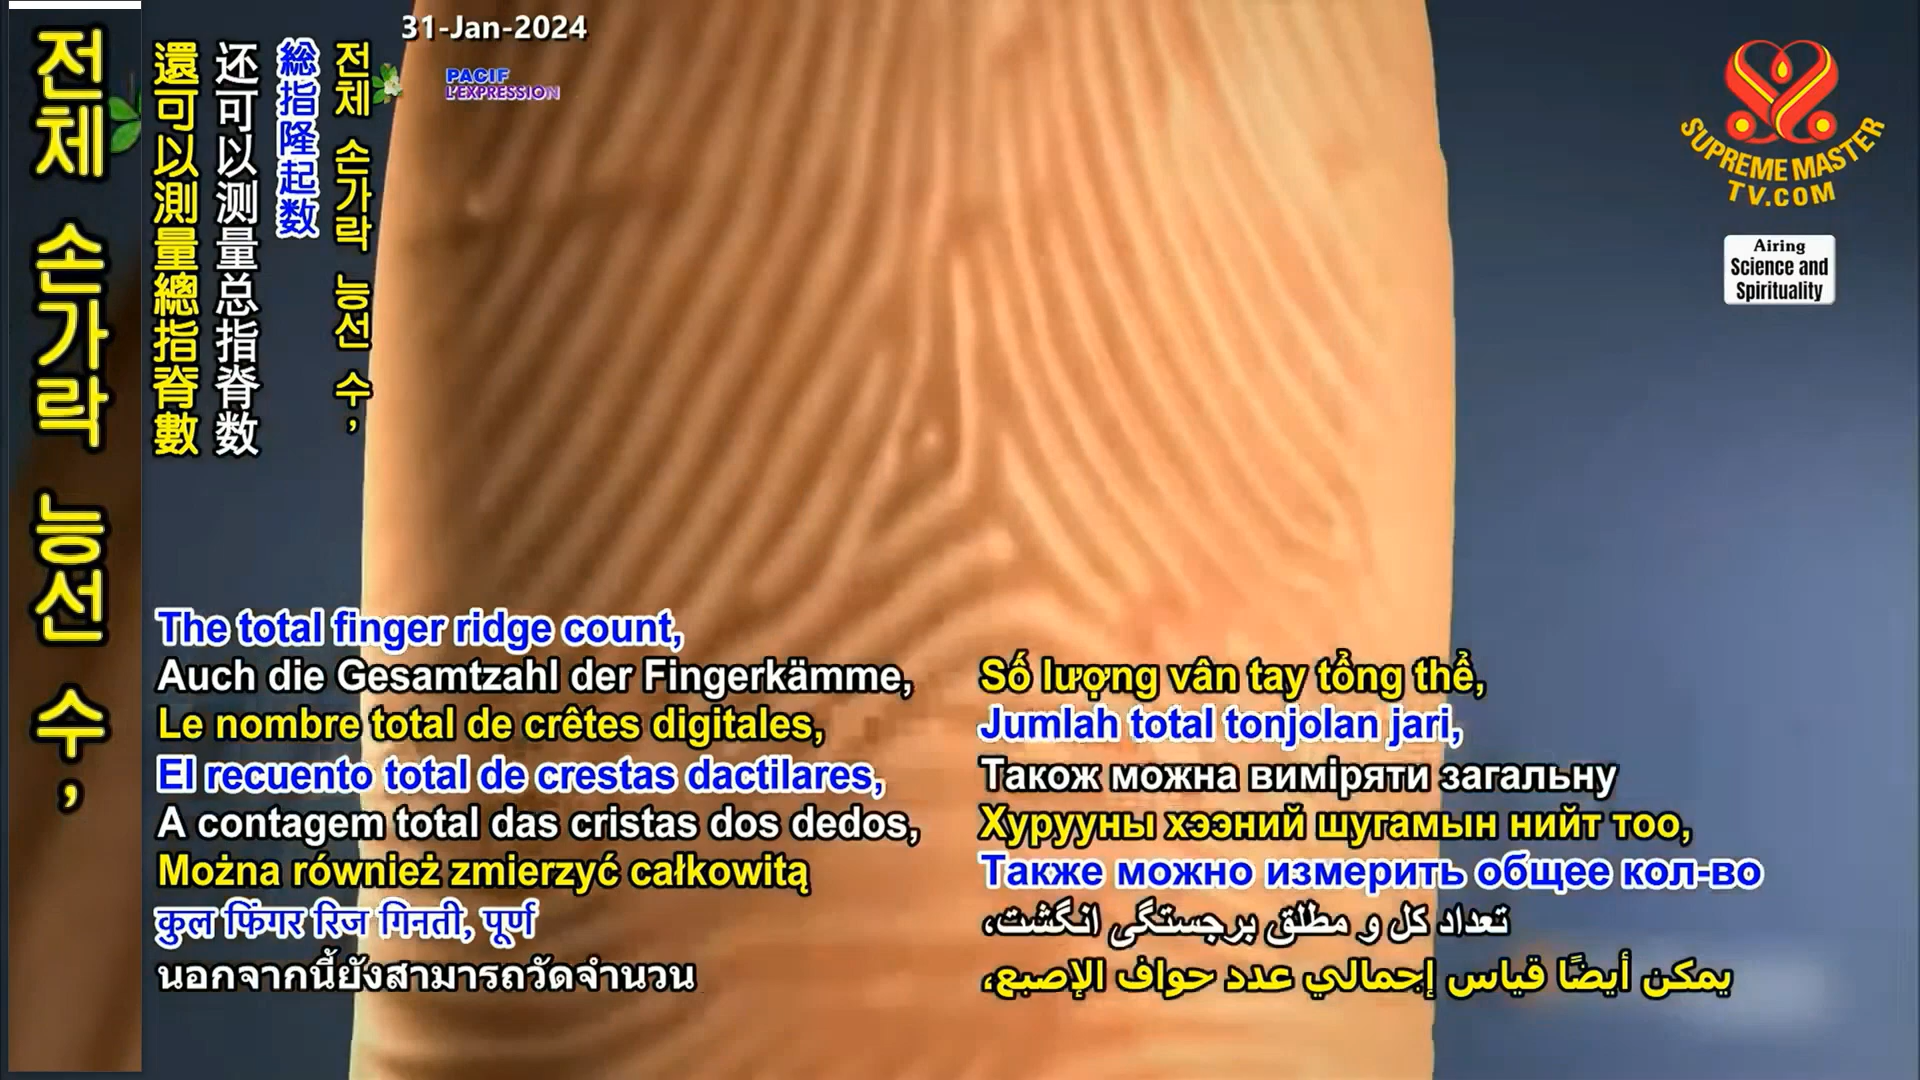 31-Jan-2024
PACIF
L'EXPRESSION
SUPREME MASTER
TV.COM
Airing
Science and
Spirituality
전체 손가락 능선 수,
還可以測量總指脊數
还可以测量总指脊数
総指隆起数
전체 손가락 능선 수,
The total finger ridge count,
Auch die Gesamtzahl der Fingerkämme,
Le nombre total de crêtes digitales,
El recuento total de crestas dactilares,
A contagem total das cristas dos dedos,
Można również zmierzyć całkowitą
कुल फिंगर रिज गिनती, पूर्ण
นอกจากนี้ยังสามารถวัดจำนวน
Số lượng vân tay tổng thể,
Jumlah total tonjolan jari,
Також можна виміряти загальну
Хурууны хээний шугамын нийт тоо,
Также можно измерить общее кол-во
تعداد کل و مطلق برجستگی انگشت،
يمكن أيضًا قياس إجمالي عدد حواف الإصبع،